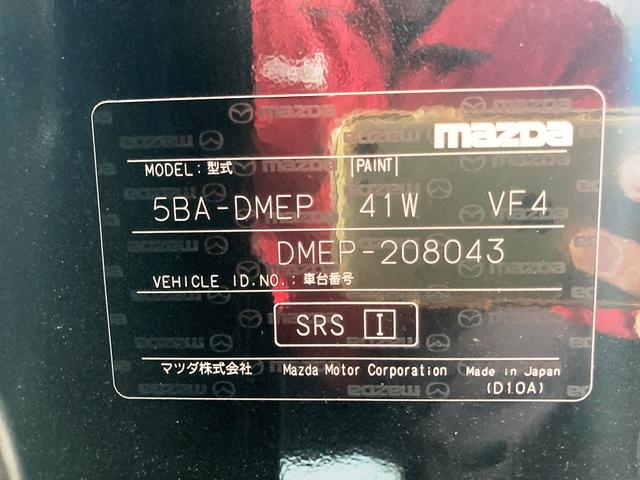 mazda
MODEL：型式 PAINT
5BA-DMEP 41W VF4
DMEP-208043
VEHICLE ID.NO.：車台番号
SRS I
マツダ株式会社 Mazda Motor Corporation Made in Japan
(D10A)